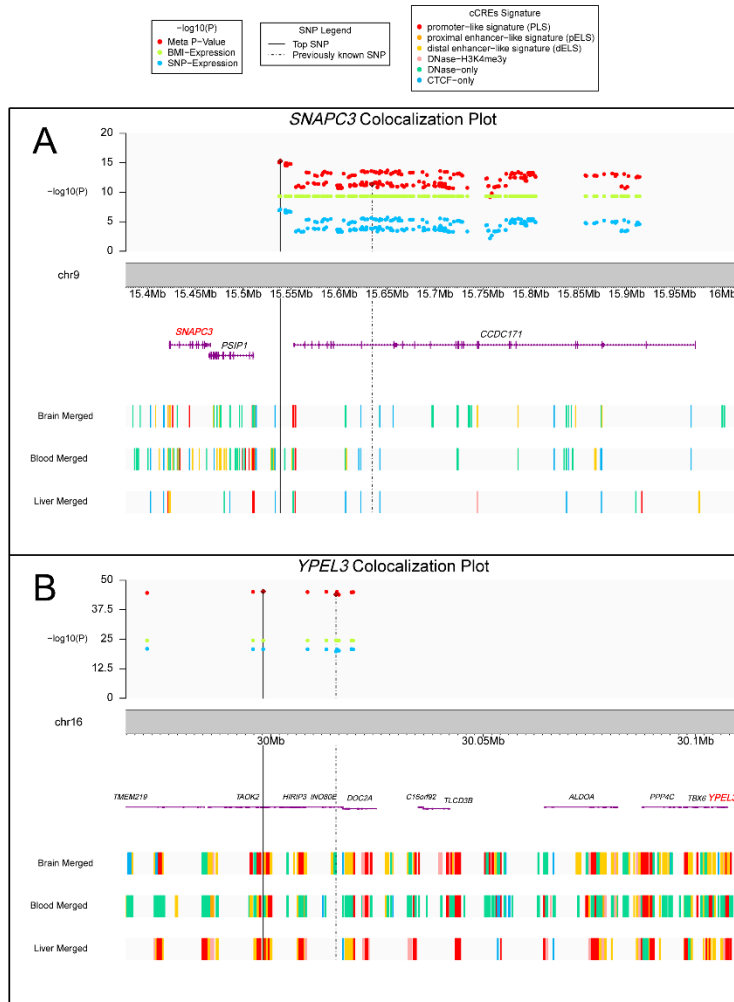 −log10(P)
Meta P-Value
BMI-Expression
SNP-Expression
SNP Legend
Top SNP
Previously known SNP
cCREs Signature
promoter-like signature (PLS)
proximal enhancer-like signature (pELS)
distal enhancer-like signature (dELS)
DNase-H3K4me3y
DNase-only
CTCF-only
A
SNAPC3 Colocalization Plot
20
15
−log10(P)
10
5
0
chr9
15.4Mb 15.45Mb 15.5Mb 15.55Mb 15.6Mb 15.65Mb 15.7Mb 15.75Mb 15.8Mb 15.85Mb 15.9Mb 15.95Mb 16Mb
SNAPC3
PSIP1
CCDC171
Brain Merged
Blood Merged
Liver Merged
B
YPEL3 Colocalization Plot
50
37.5
−log10(P)
25
12.5
0
chr16
30Mb 30.05Mb 30.1Mb
TMEM219 TAOK2 HIRIP3 INO80E DOC2A C16orf92 TLCD3B ALDOA PPP4C TBX6 YPEL3
Brain Merged
Blood Merged
Liver Merged